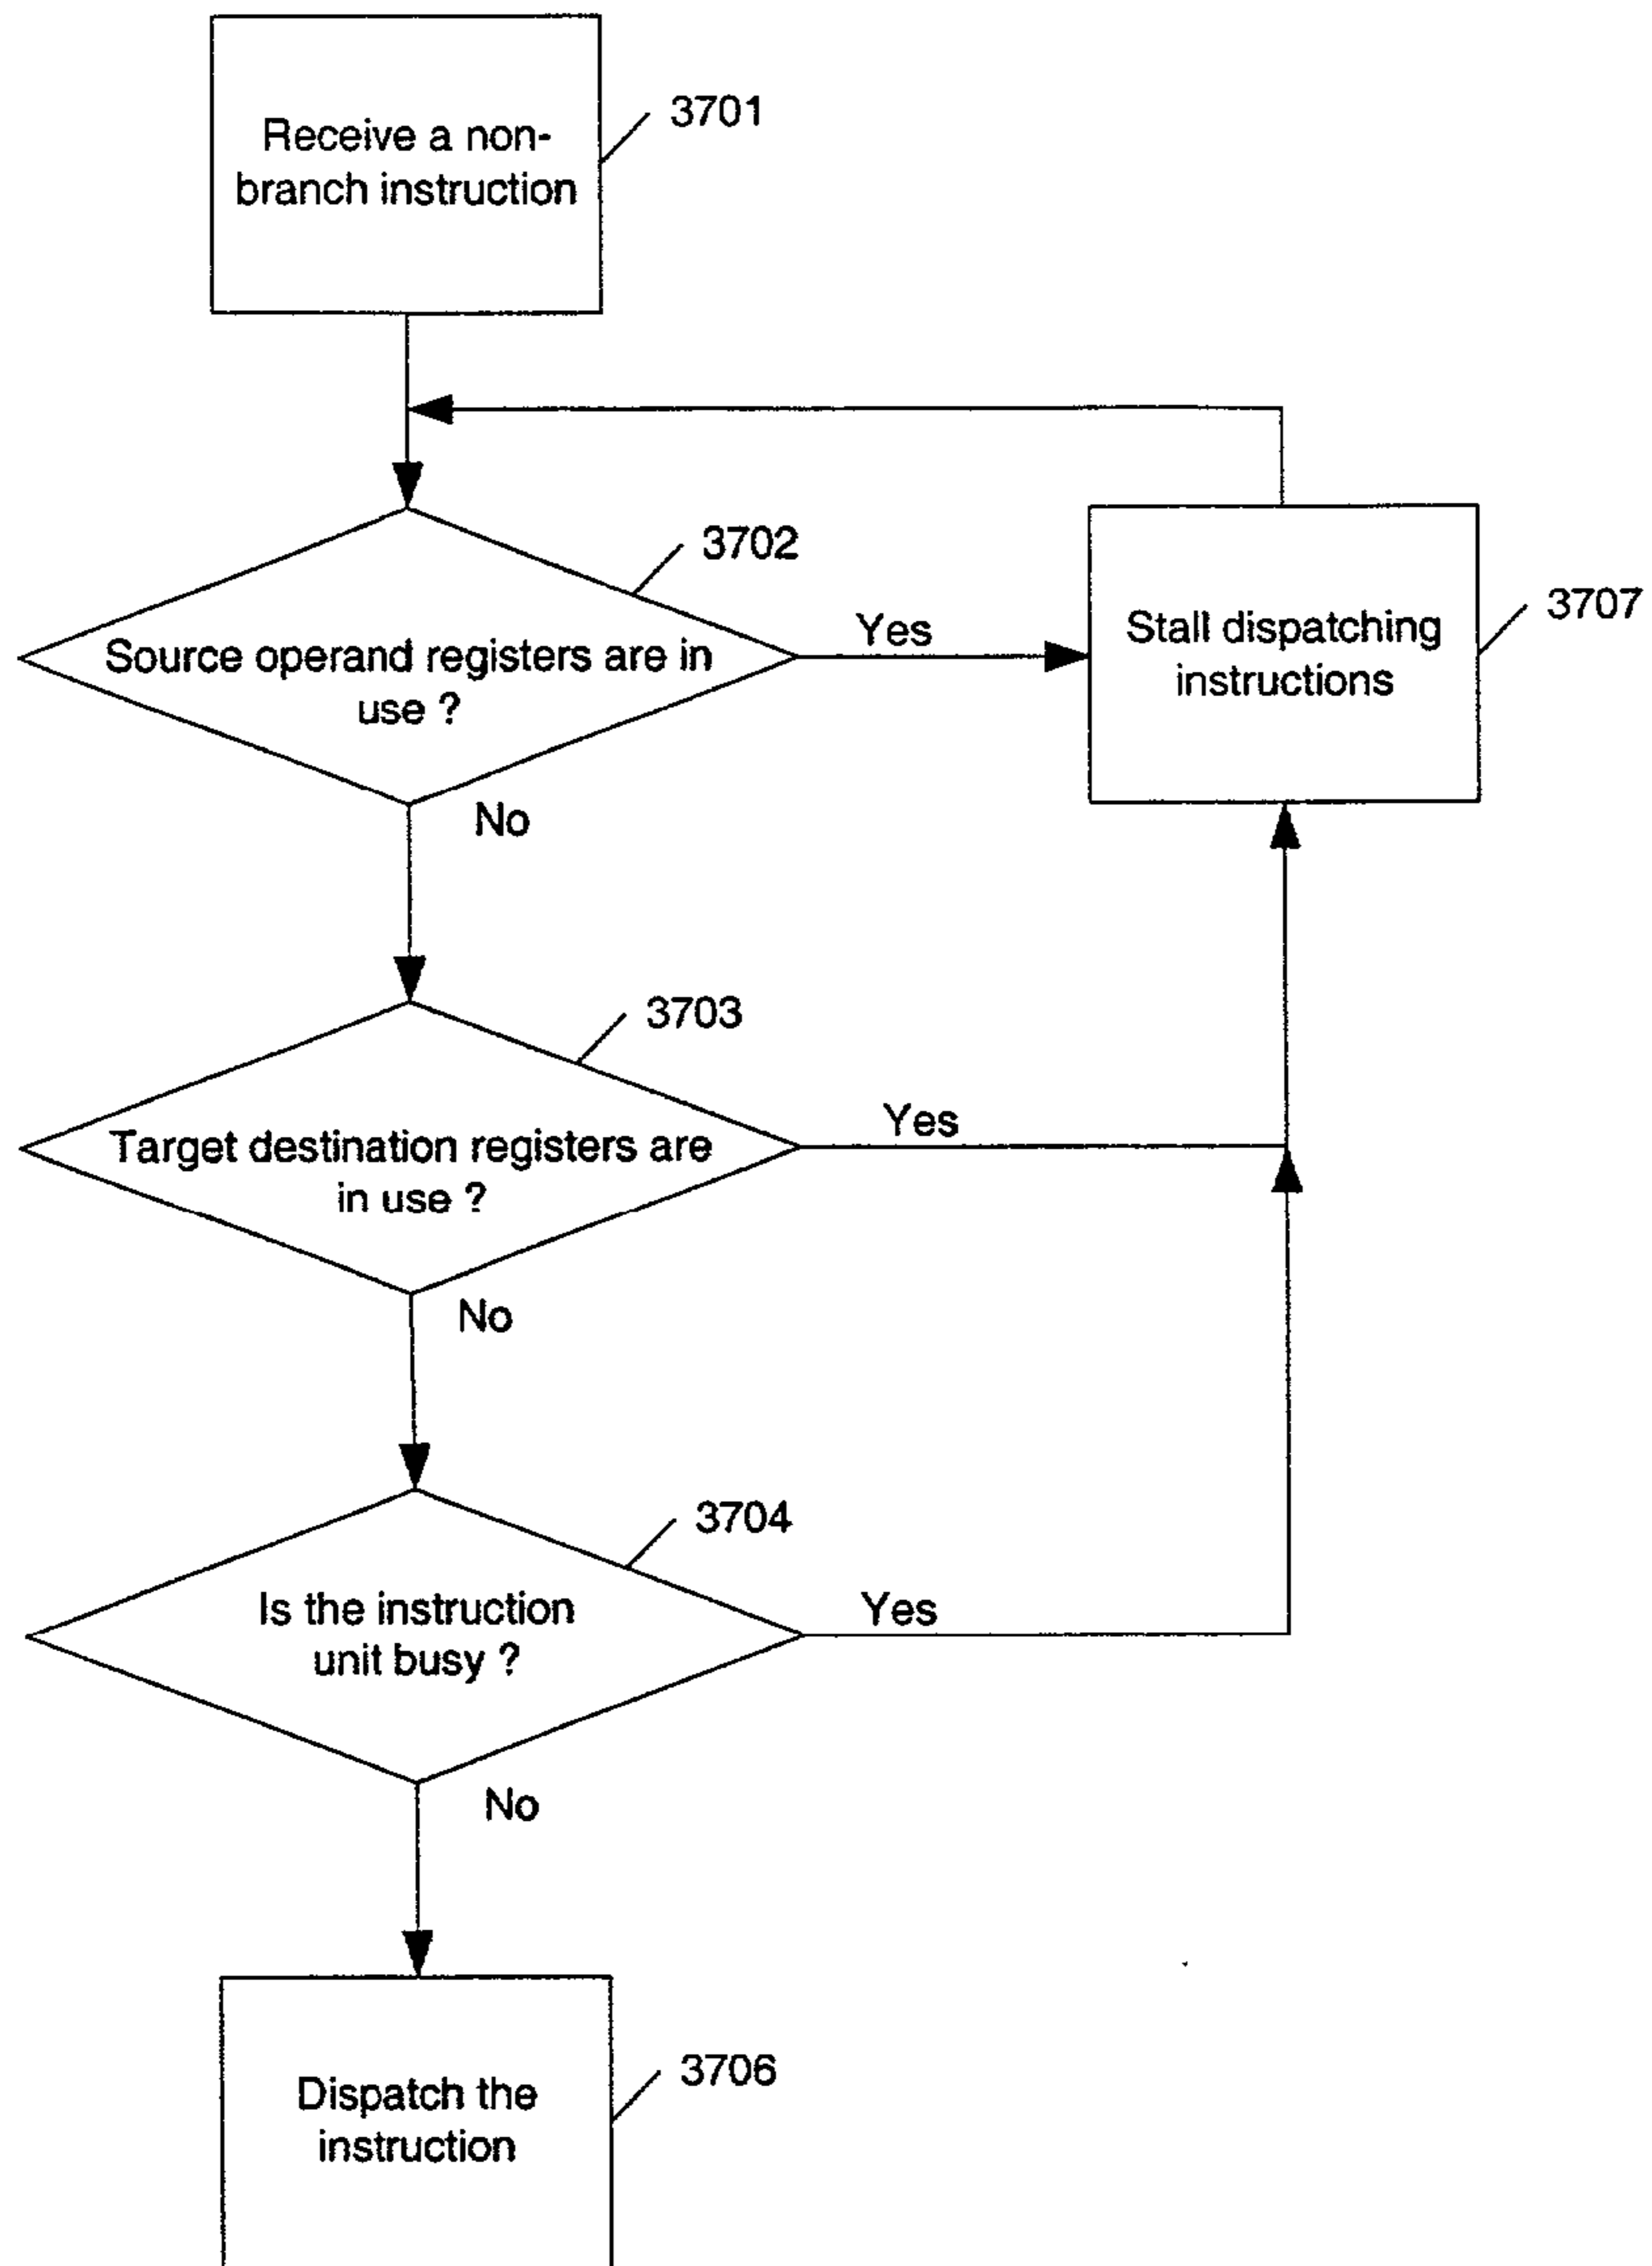 Receive a non-
branch instruction
3701
3702
Source operand registers are in
use ?
Yes
No
Stall dispatching
instructions
3707
3703
Target destination registers are
in use ?
Yes
No
3704
Is the instruction
unit busy ?
Yes
No
Dispatch the
instruction
3706